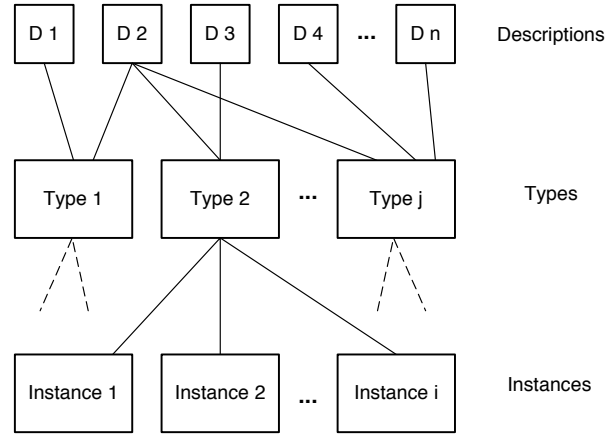 D 1 D 2 D 3 D 4 ... D n Descriptions
Type 1 Type 2 ... Type j Types
Instance 1 Instance 2 ... Instance i Instances